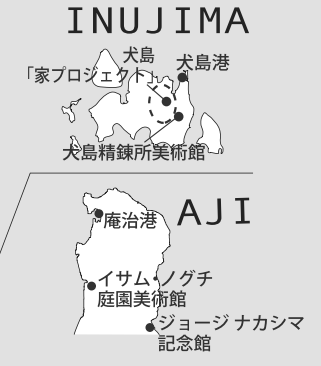 INUJIMA
犬島
「家プロジェクト」
犬島港
犬島精錬所美術館
AJI
庵治港
イサム・ノグチ
庭園美術館
ジョージ ナカシマ
記念館